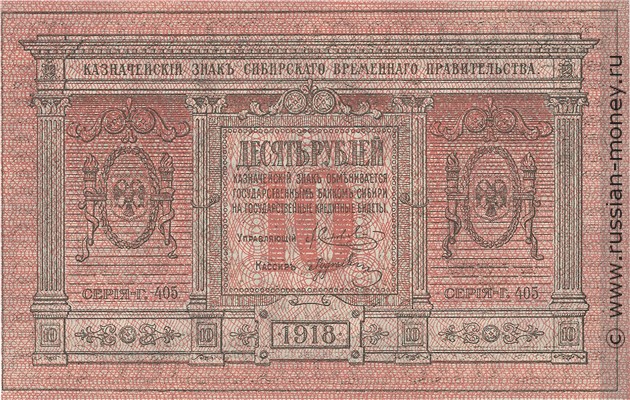 КАЗНАЧЕЙСКІЙ ЗНАКЪ СИБИРСКАГО ВРЕМЕННАГО ПРАВИТЕЛЬСТВА.
ДЕСЯТЬ РУБЛЕЙ
КАЗНАЧЕЙСКІЙ ЗНАКЪ ОБМѢНИВАЕТСЯ
ГОСУДАРСТВЕННЫМЪ БАНКОМЪ СИБИРИ
НА ГОСУДАРСТВЕННЫЕ КРЕДИТНЫЕ БИЛЕТЫ.
10
УПРАВЛЯЮЩІЙ
КАССИРЪ
СЕРІЯ-Г. 405.
СЕРІЯ-Г. 405.
10
10
1918.
10
10
© www.russian-money.ru